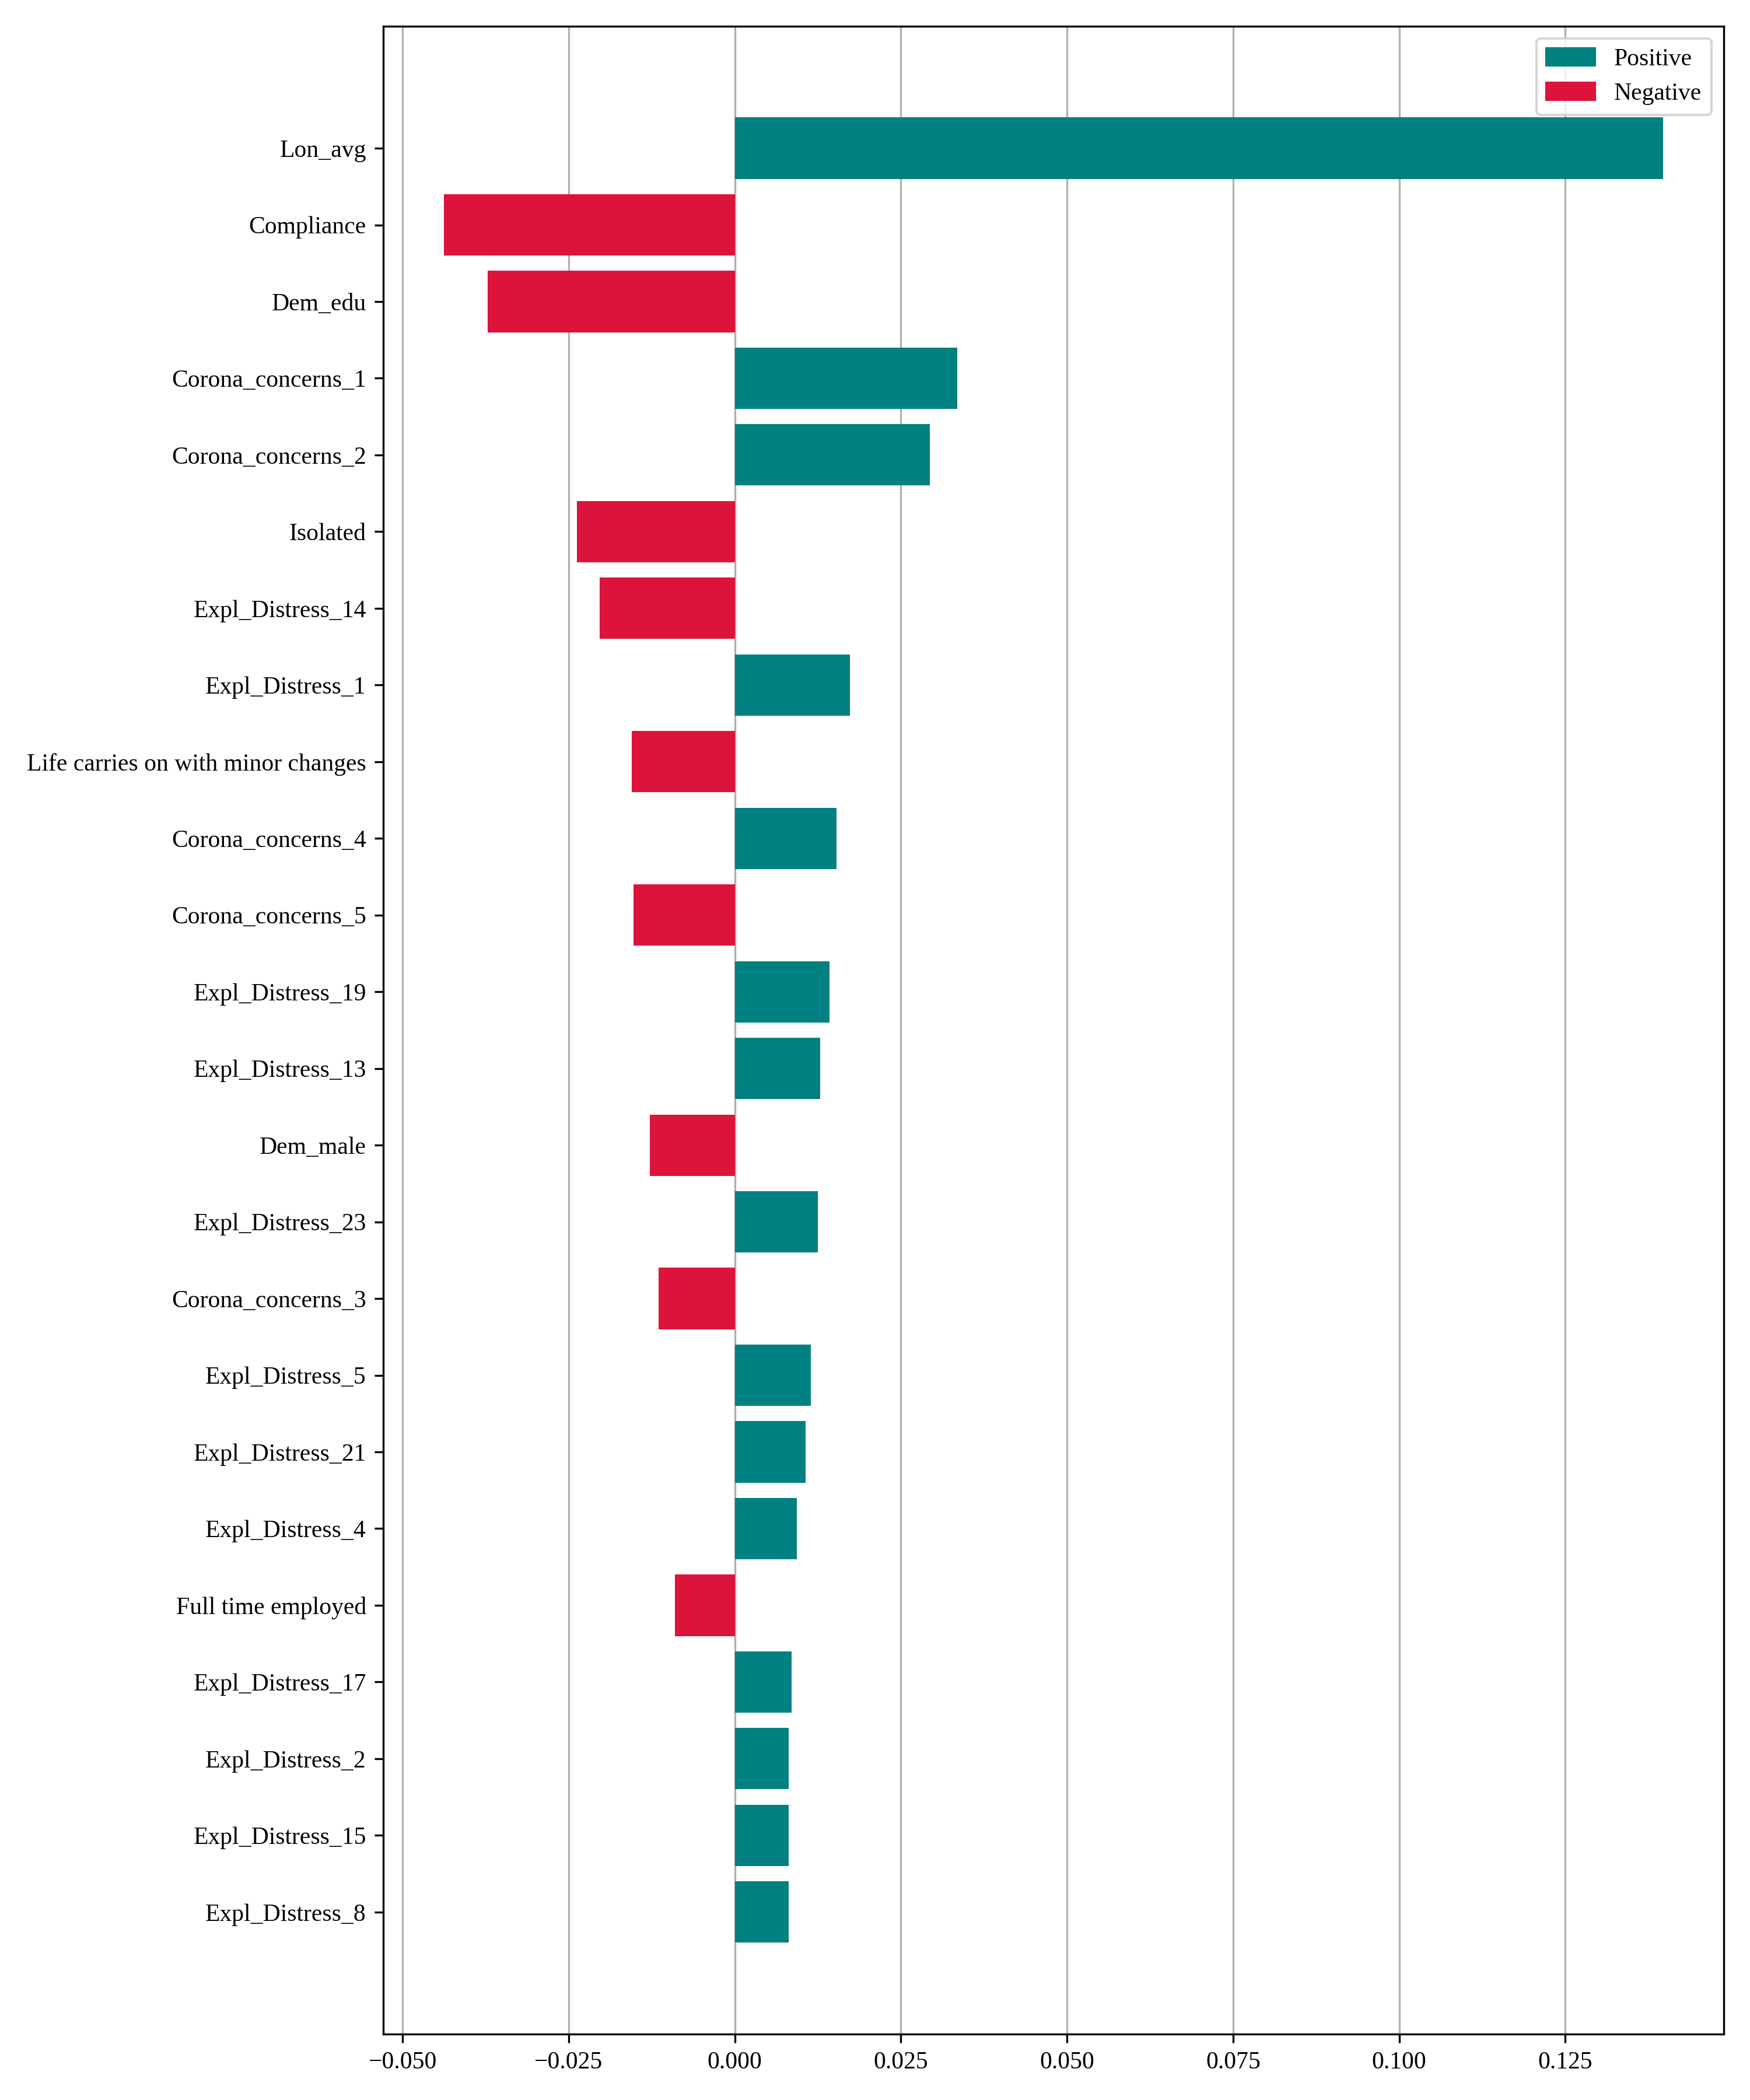 Positive
Negative
Lon_avg
Compliance
Dem_edu
Corona_concerns_1
Corona_concerns_2
Isolated
Expl_Distress_14
Expl_Distress_1
Life carries on with minor changes
Corona_concerns_4
Corona_concerns_5
Expl_Distress_19
Expl_Distress_13
Dem_male
Expl_Distress_23
Corona_concerns_3
Expl_Distress_5
Expl_Distress_21
Expl_Distress_4
Full time employed
Expl_Distress_17
Expl_Distress_2
Expl_Distress_15
Expl_Distress_8
−0.050 −0.025 0.000 0.025 0.050 0.075 0.100 0.125